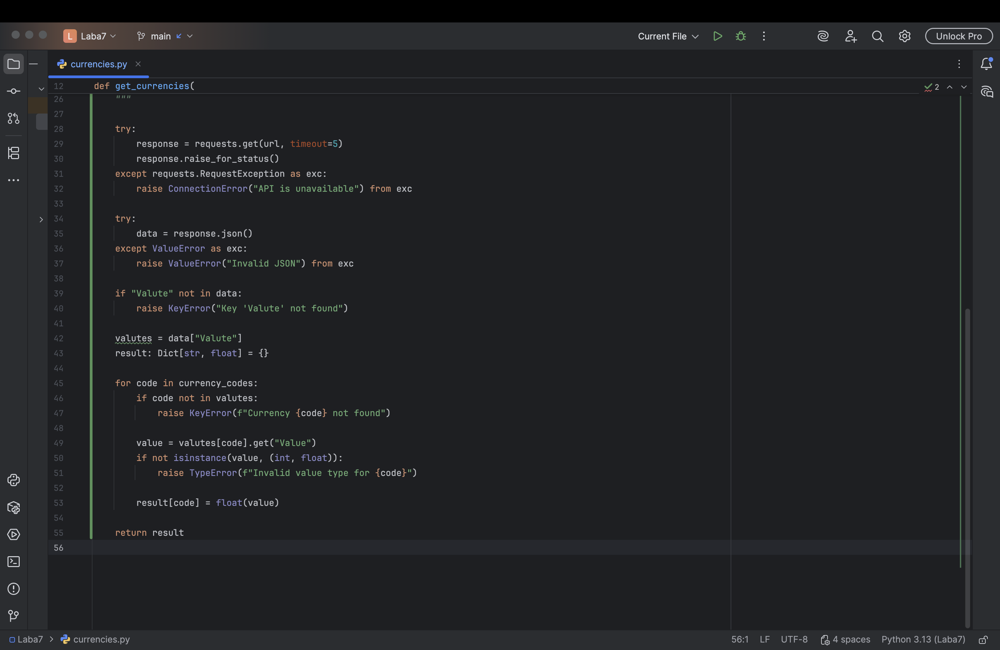 L Laba7 main Current File Unlock Pro
currencies.py
12 def get_currencies( 2
26 """
27
28 try:
29 response = requests.get(url, timeout=5)
30 response.raise_for_status()
31 except requests.RequestException as exc:
32 raise ConnectionError("API is unavailable") from exc
33
34 try:
35 data = response.json()
36 except ValueError as exc:
37 raise ValueError("Invalid JSON") from exc
38
39 if "Valute" not in data:
40 raise KeyError("Key 'Valute' not found")
41
42 valutes = data["Valute"]
43 result: Dict[str, float] = {}
44
45 for code in currency_codes:
46 if code not in valutes:
47 raise KeyError(f"Currency {code} not found")
48
49 value = valutes[code].get("Value")
50 if not isinstance(value, (int, float)):
51 raise TypeError(f"Invalid value type for {code}")
52
53 result[code] = float(value)
54
55 return result
56
Laba7 > currencies.py 56:1 LF UTF-8 4 spaces Python 3.13 (Laba7)